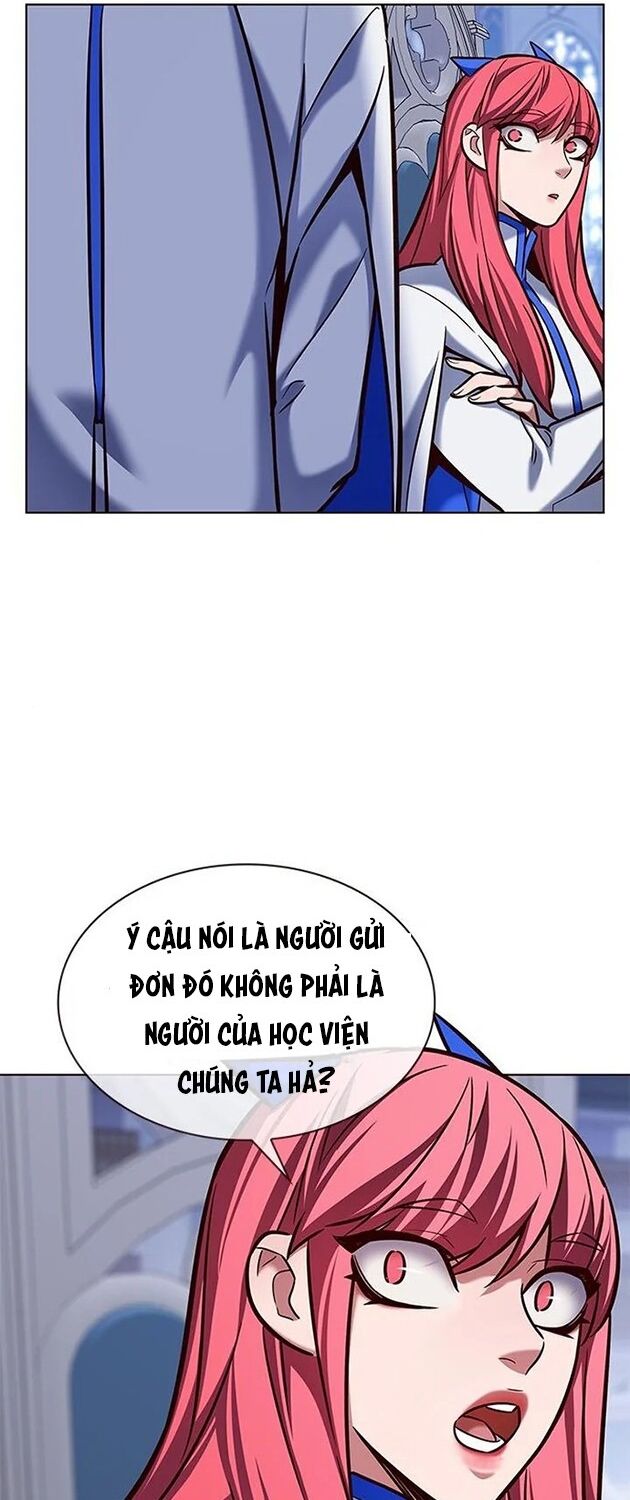 Ý CẬU NÓI LÀ NGƯỜI GỬI
ĐƠN ĐÓ KHÔNG PHẢI LÀ
NGƯỜI CỦA HỌC VIỆN
CHÚNG TA HẢ?